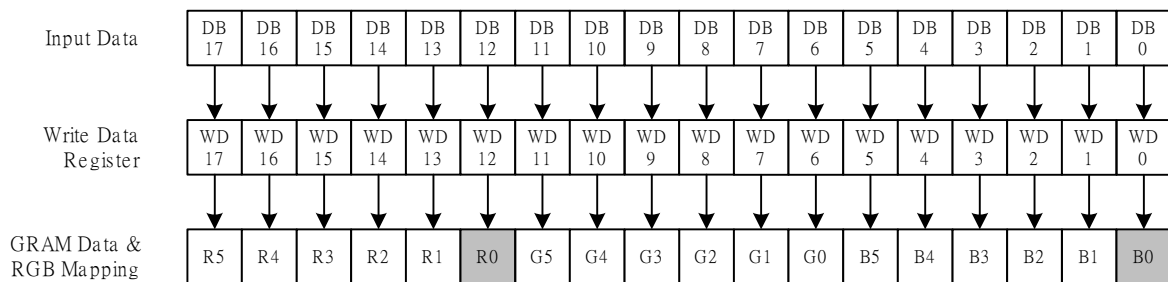 Input Data
DB 17 DB 16 DB 15 DB 14 DB 13 DB 12 DB 11 DB 10 DB 9 DB 8 DB 7 DB 6 DB 5 DB 4 DB 3 DB 2 DB 1 DB 0
Write Data
Register
WD 17 WD 16 WD 15 WD 14 WD 13 WD 12 WD 11 WD 10 WD 9 WD 8 WD 7 WD 6 WD 5 WD 4 WD 3 WD 2 WD 1 WD 0
GRAM Data &
RGB Mapping
R5 R4 R3 R2 R1 R0 G5 G4 G3 G2 G1 G0 B5 B4 B3 B2 B1 B0